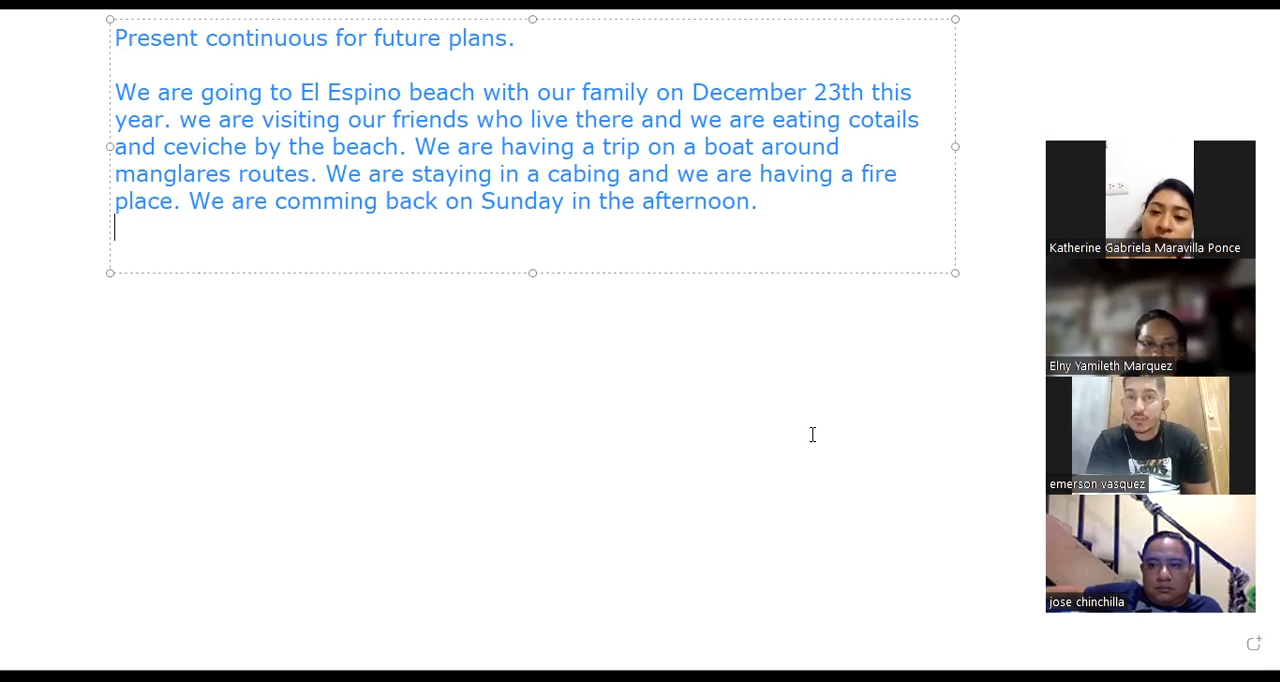 Present continuous for future plans.
We are going to El Espino beach with our family on December 23th this
year. we are visiting our friends who live there and we are eating cotails
and ceviche by the beach. We are having a trip on a boat around
manglares routes. We are staying in a cabing and we are having a fire
place. We are comming back on Sunday in the afternoon.
Katherine Gabriela Maravilla Ponce
Elny Yamileth Marquez
emerson vasquez
jose chinchilla